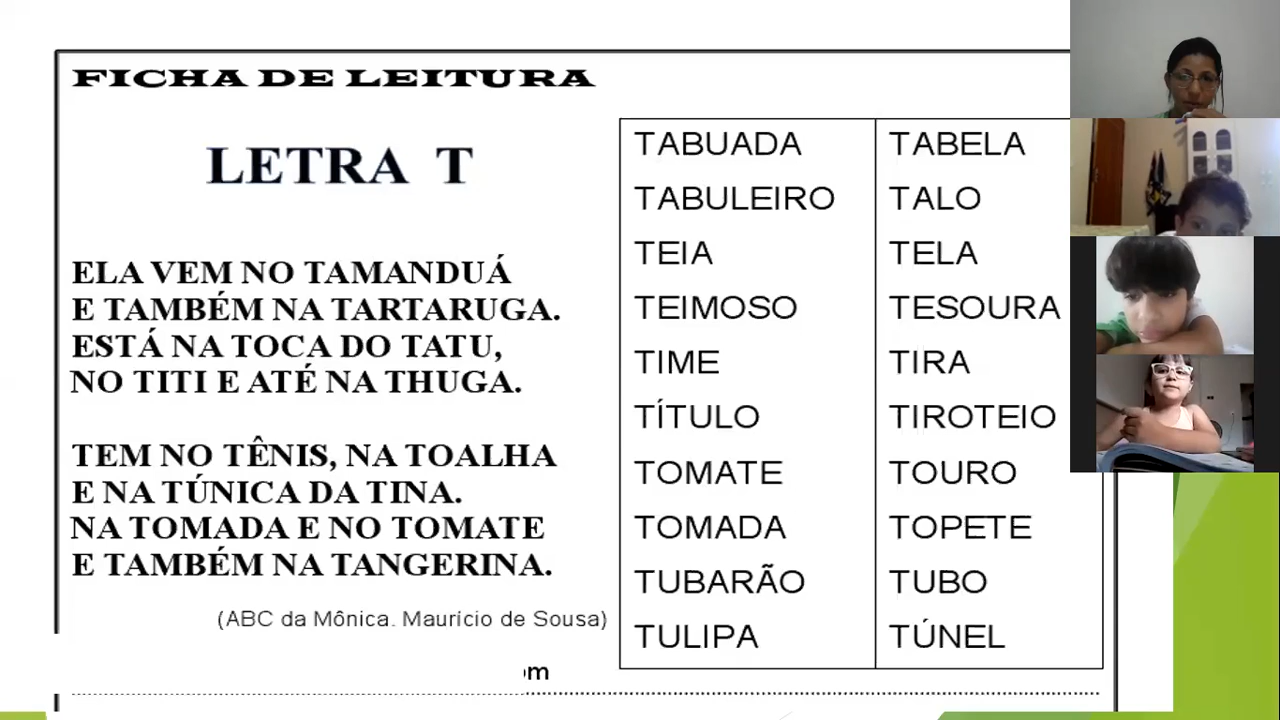 FICHA DE LEITURA
LETRA T
ELA VEM NO TAMANDUÁ
E TAMBÉM NA TARTARUGA.
ESTÁ NA TOCA DO TATU,
NO TITI E ATÉ NA THUGA.
TEM NO TÊNIS, NA TOALHA
E NA TÚNICA DA TINA.
NA TOMADA E NO TOMATE
E TAMBÉM NA TANGERINA.
(ABC da Mônica. Maurício de Sousa)
TABUADA TABELA
TABULEIRO TALO
TEIA TELA
TEIMOSO TESOURA
TIME TIRA
TÍTULO TIROTEIO
TOMATE TOURO
TOMADA TOPETE
TUBARÃO TUBO
TULIPA TÚNEL